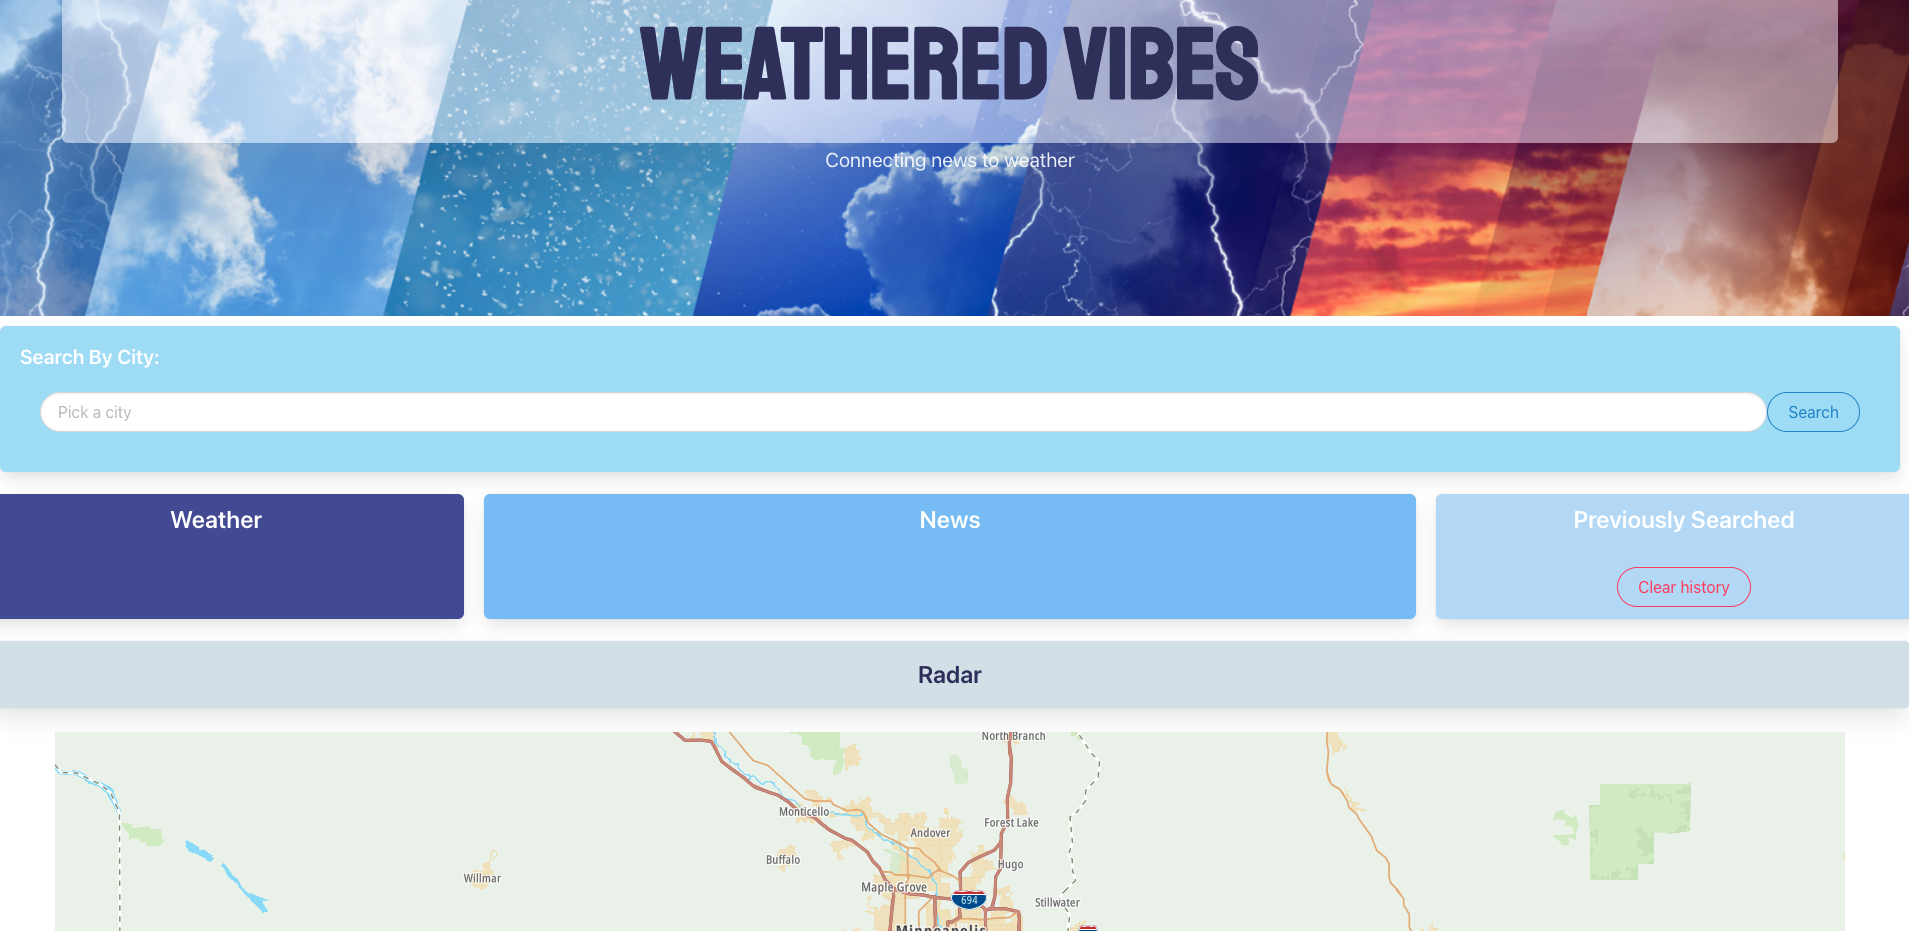 WEATHERED VIBES
Connecting news to weather
Search By City:
Pick a city
Search
Weather
News
Previously Searched
Clear history
Radar
North Branch
Monticello
Forest Lake
Andover
Buffalo
Hugo
Willmar
Maple Grove
694
Stillwater
Minneapolis